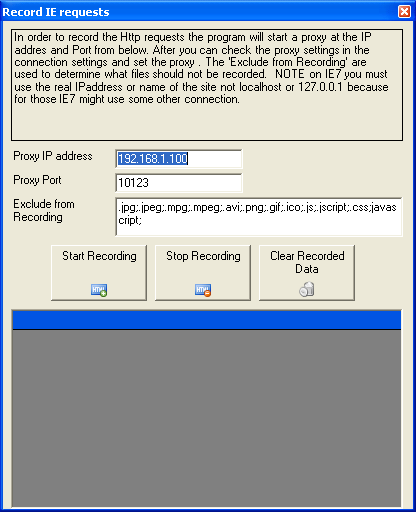 Record IE requests
In order to record the Http requests the program will start a proxy at the IP
addres and Port from below. After you can check the proxy settings in the
connection settings and set the proxy . The 'Exclude from Recording' are
used to determine what files should not be recorded.  NOTE on IE7 you must
use the real IPaddress or name of the site not localhost or 127.0.0.1 because
for those IE7 might use some other connection.
Proxy IP address
192.168.1.100
Proxy Port
10123
Exclude from
Recording
.jpg;.jpeg;.mpg;.mpeg;.avi;.png;.gif;.ico;.js;.jscript;.css;javas
cript;
Start Recording
Stop Recording
Clear Recorded
Data